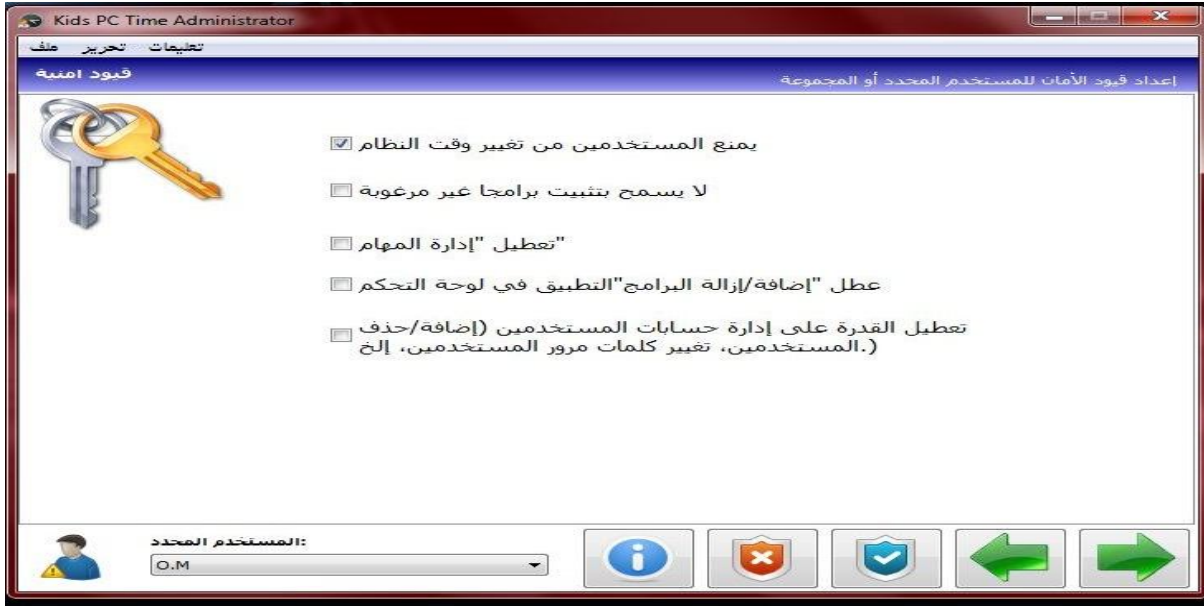 Kids PC Time Administrator
ملف تحرير تعليمات
قيود امنية
إعداد قيود الأمان للمستخدم المحدد أو المجموعة
يمنع المستخدمين من تغيير وقت النظام
لا يسمح بتثبيت برامجا غير مرغوبة
تعطيل "إدارة المهام"
عطل "إضافة/إزالة البرامج"التطبيق في لوحة التحكم
تعطيل القدرة على إدارة حسابات المستخدمين (إضافة/حذف
المستخدمين، تغيير كلمات مرور المستخدمين، إلخ.)
المستخدم المحدد:
O.M